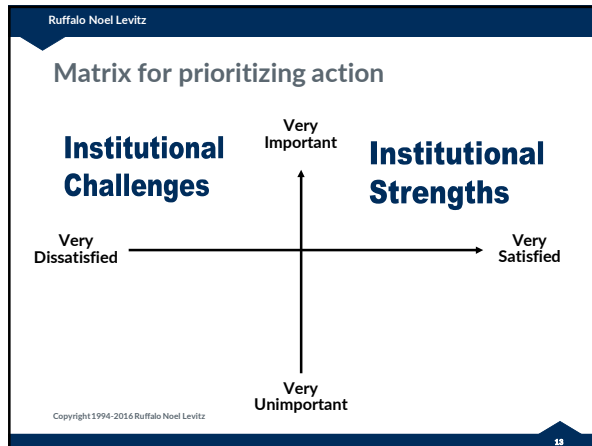 Ruffalo Noel Levitz
Matrix for prioritizing action
Very
Important
Institutional
Challenges
Institutional
Strengths
Very
Dissatisfied
Very
Satisfied
Very
Unimportant
Copyright 1994-2016 Ruffalo Noel Levitz
13